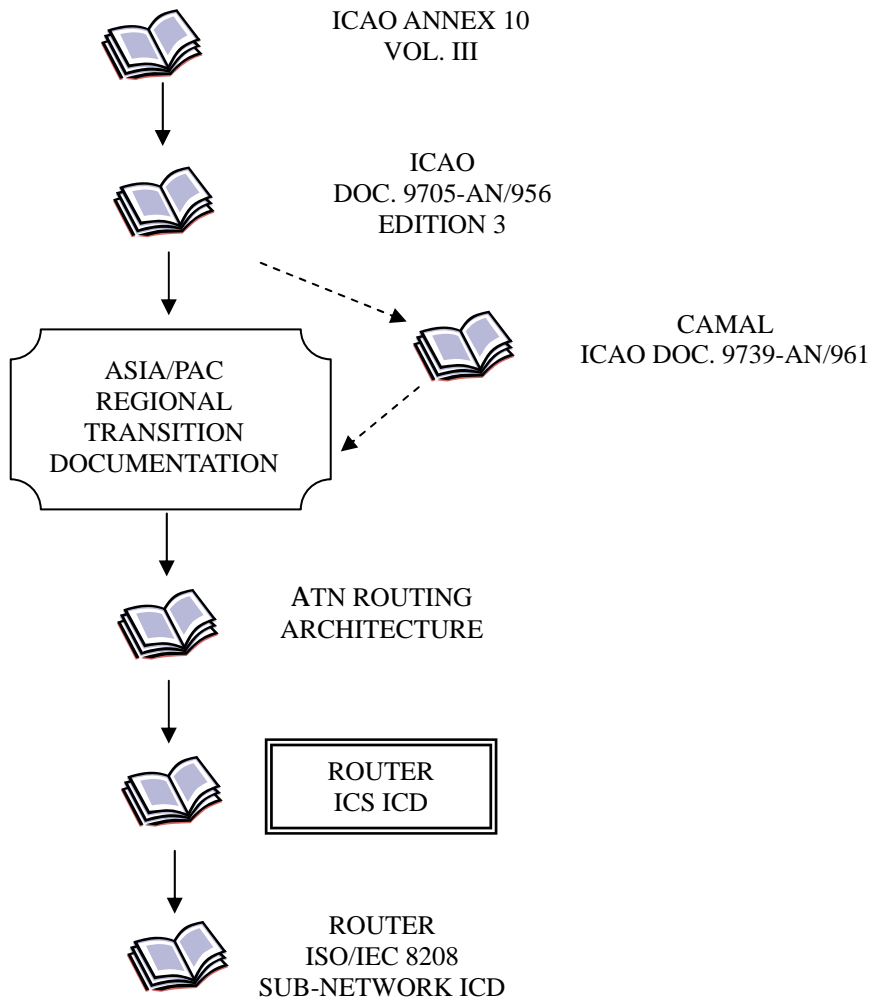 ICAO ANNEX 10
VOL. III
ICAO
DOC. 9705-AN/956
EDITION 3
CAMAL
ICAO DOC. 9739-AN/961
ASIA/PAC
REGIONAL
TRANSITION
DOCUMENTATION
ATN ROUTING
ARCHITECTURE
ROUTER
ICS ICD
ROUTER
ISO/IEC 8208
SUB-NETWORK ICD